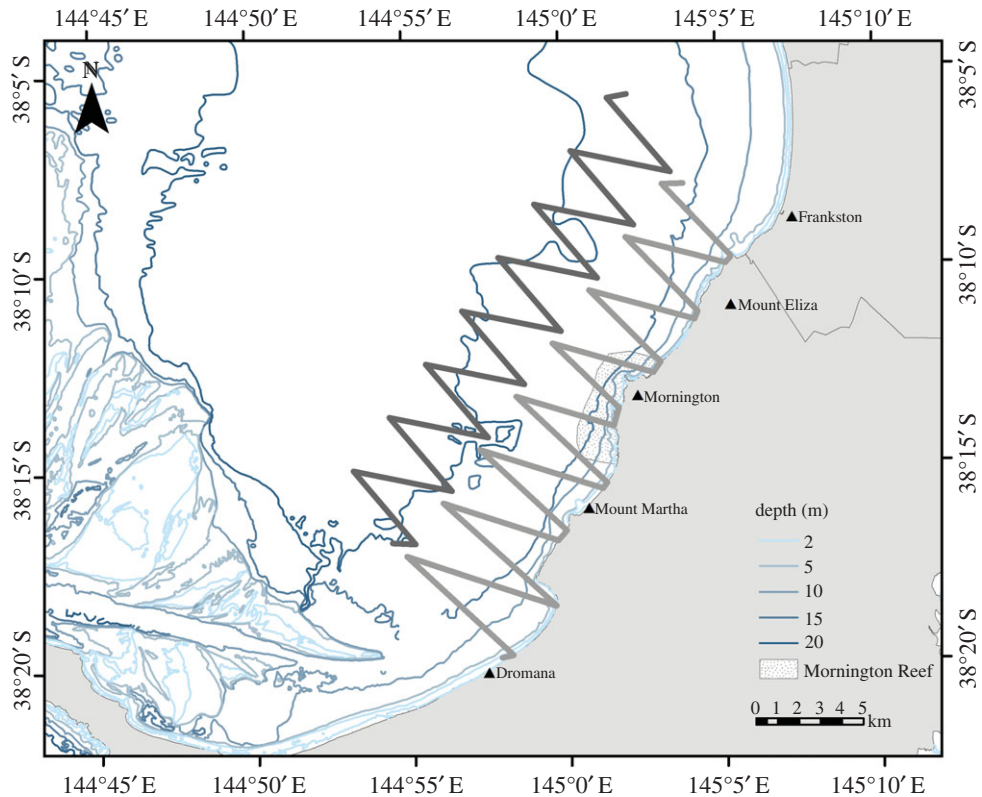 144°45′ E 144°50′ E 144°55′ E 145°0′ E 145°5′ E 145°10′ E
38°5′ S
38°10′ S
38°15′ S
38°20′ S
N
38°5′ S
38°10′ S
38°15′ S
38°20′ S
Frankston
Mount Eliza
Mornington
Mount Martha
Dromana
depth (m)
2
5
10
15
20
Mornington Reef
0 1 2 3 4 5
km
144°45′ E 144°50′ E 144°55′ E 145°0′ E 145°5′ E 145°10′ E